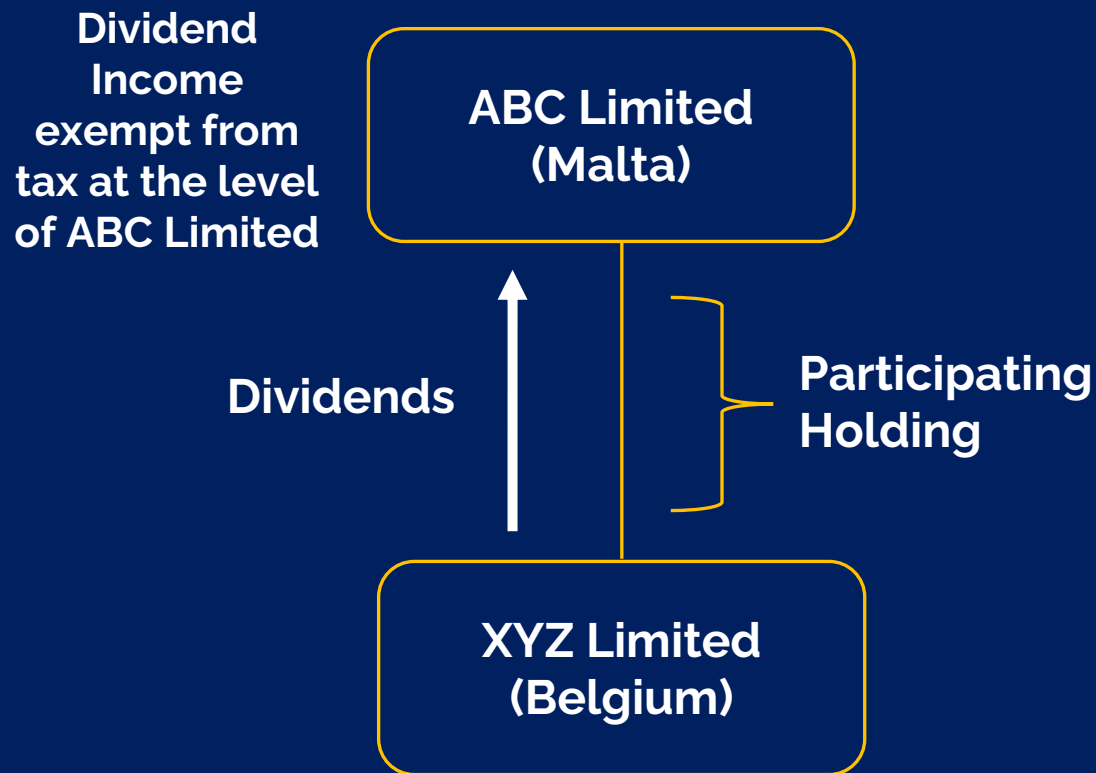 Dividend
Income
exempt from
tax at the level
of ABC Limited
ABC Limited
(Malta)
Dividends
Participating
Holding
XYZ Limited
(Belgium)